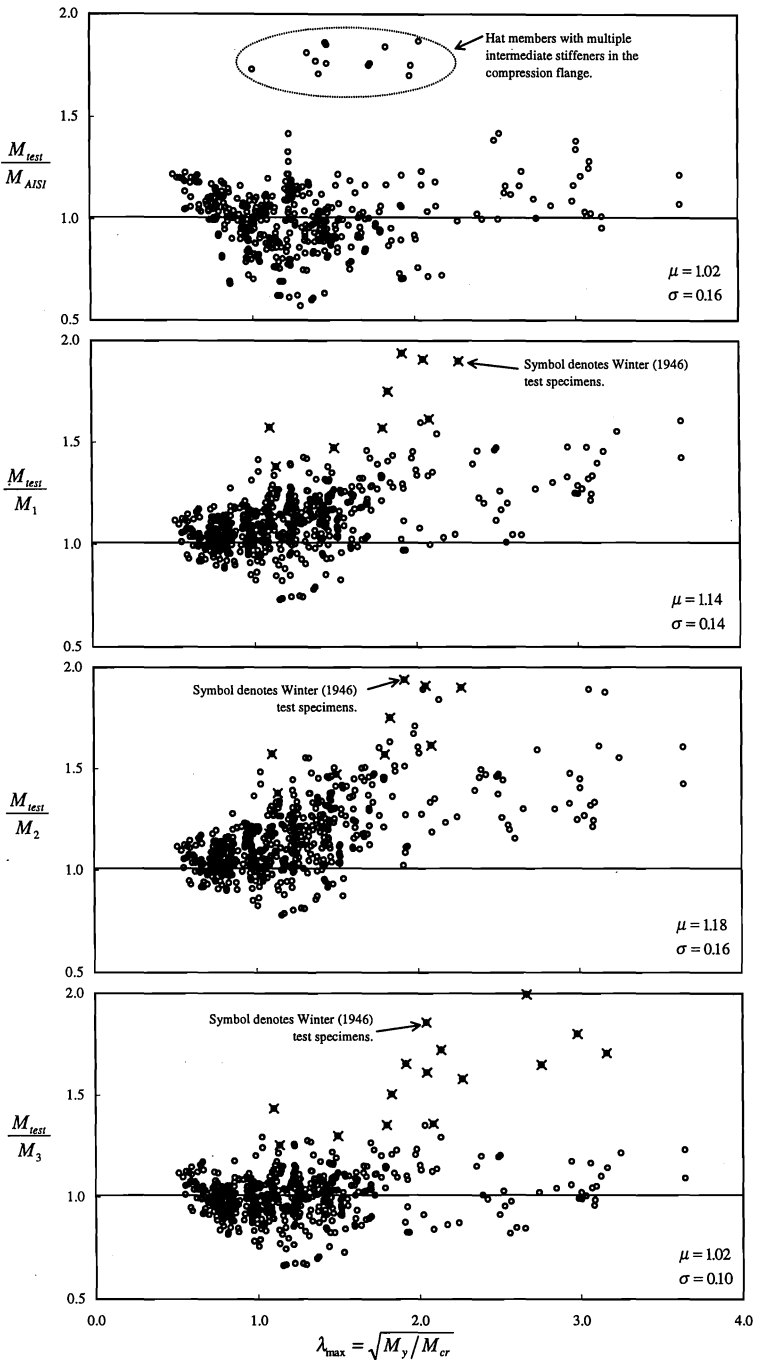 2.0
Hat members with multiple
intermediate stiffeners in the
compression flange.
1.5
M_test
M_AISI
1.0
μ = 1.02
σ = 0.16
0.5
2.0
Symbol denotes Winter (1946)
test specimens.
1.5
M_test
M_1
1.0
μ = 1.14
σ = 0.14
0.5
2.0
Symbol denotes Winter (1946)
test specimens.
1.5
M_test
M_2
1.0
μ = 1.18
σ = 0.16
0.5
2.0
Symbol denotes Winter (1946)
test specimens.
1.5
M_test
M_3
1.0
μ = 1.02
σ = 0.10
0.5
0.0 1.0 2.0 3.0 4.0
λ_max = √M_y/M_cr